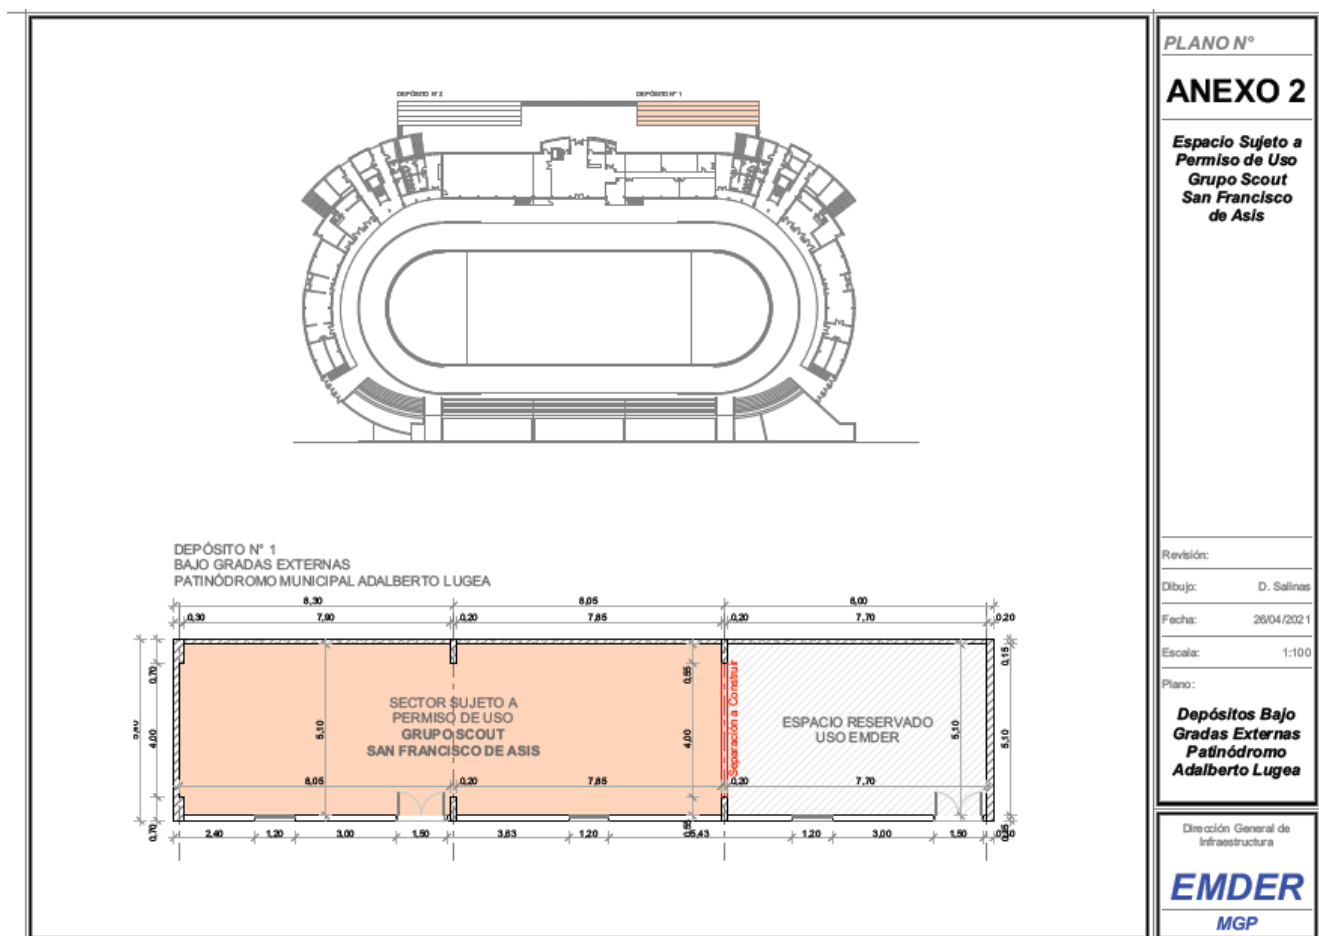 PLANO N°
ANEXO 2
Espacio Sujeto a
Permiso de Uso
Grupo Scout
San Francisco
de Asis
DEPÓSITO N° 2
DEPÓSITO N° 1
DEPÓSITO N° 1
BAJO GRADAS EXTERNAS
PATINÓDROMO MUNICIPAL ADALBERTO LUGEA
8,30 8,05 8,00
0,30 7,90 0,20 7,85 0,20 7,70 0,20
0,70 0,55 0,15
4,00 5,10 4,00 5,10 5,10
SECTOR SUJETO A
PERMISO DE USO
GRUPO SCOUT
SAN FRANCISCO DE ASIS
Separación a Construir
ESPACIO RESERVADO
USO EMDER
8,05 0,20 7,85 0,20 7,70
0,70
2,40 1,20 3,00 1,50 3,63 1,20 5,43 1,20 3,00 1,50
Revisión:
Dibujo: D. Salinas
Fecha: 26/04/2021
Escala: 1:100
Plano:
Depósitos Bajo
Gradas Externas
Patinódromo
Adalberto Lugea
Dirección General de
Infraestructura
EMDER
MGP